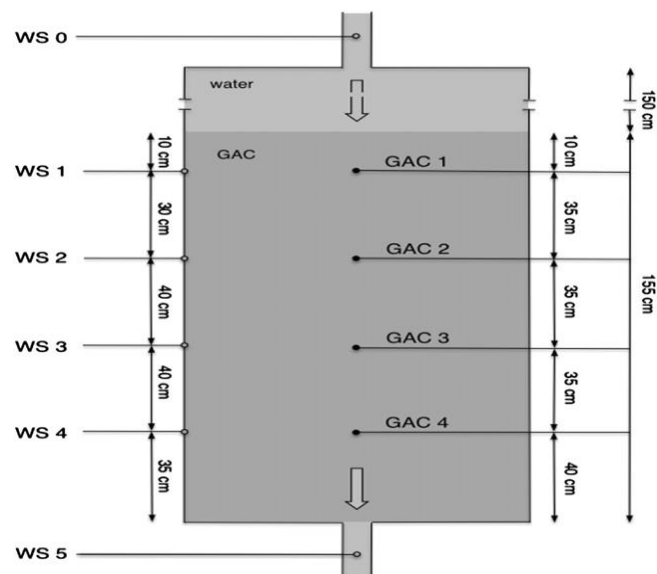 WS 0
water
150 cm
10 cm
GAC
10 cm
WS 1
GAC 1
30 cm
35 cm
WS 2
GAC 2
155 cm
40 cm
35 cm
WS 3
GAC 3
40 cm
35 cm
WS 4
GAC 4
35 cm
40 cm
WS 5